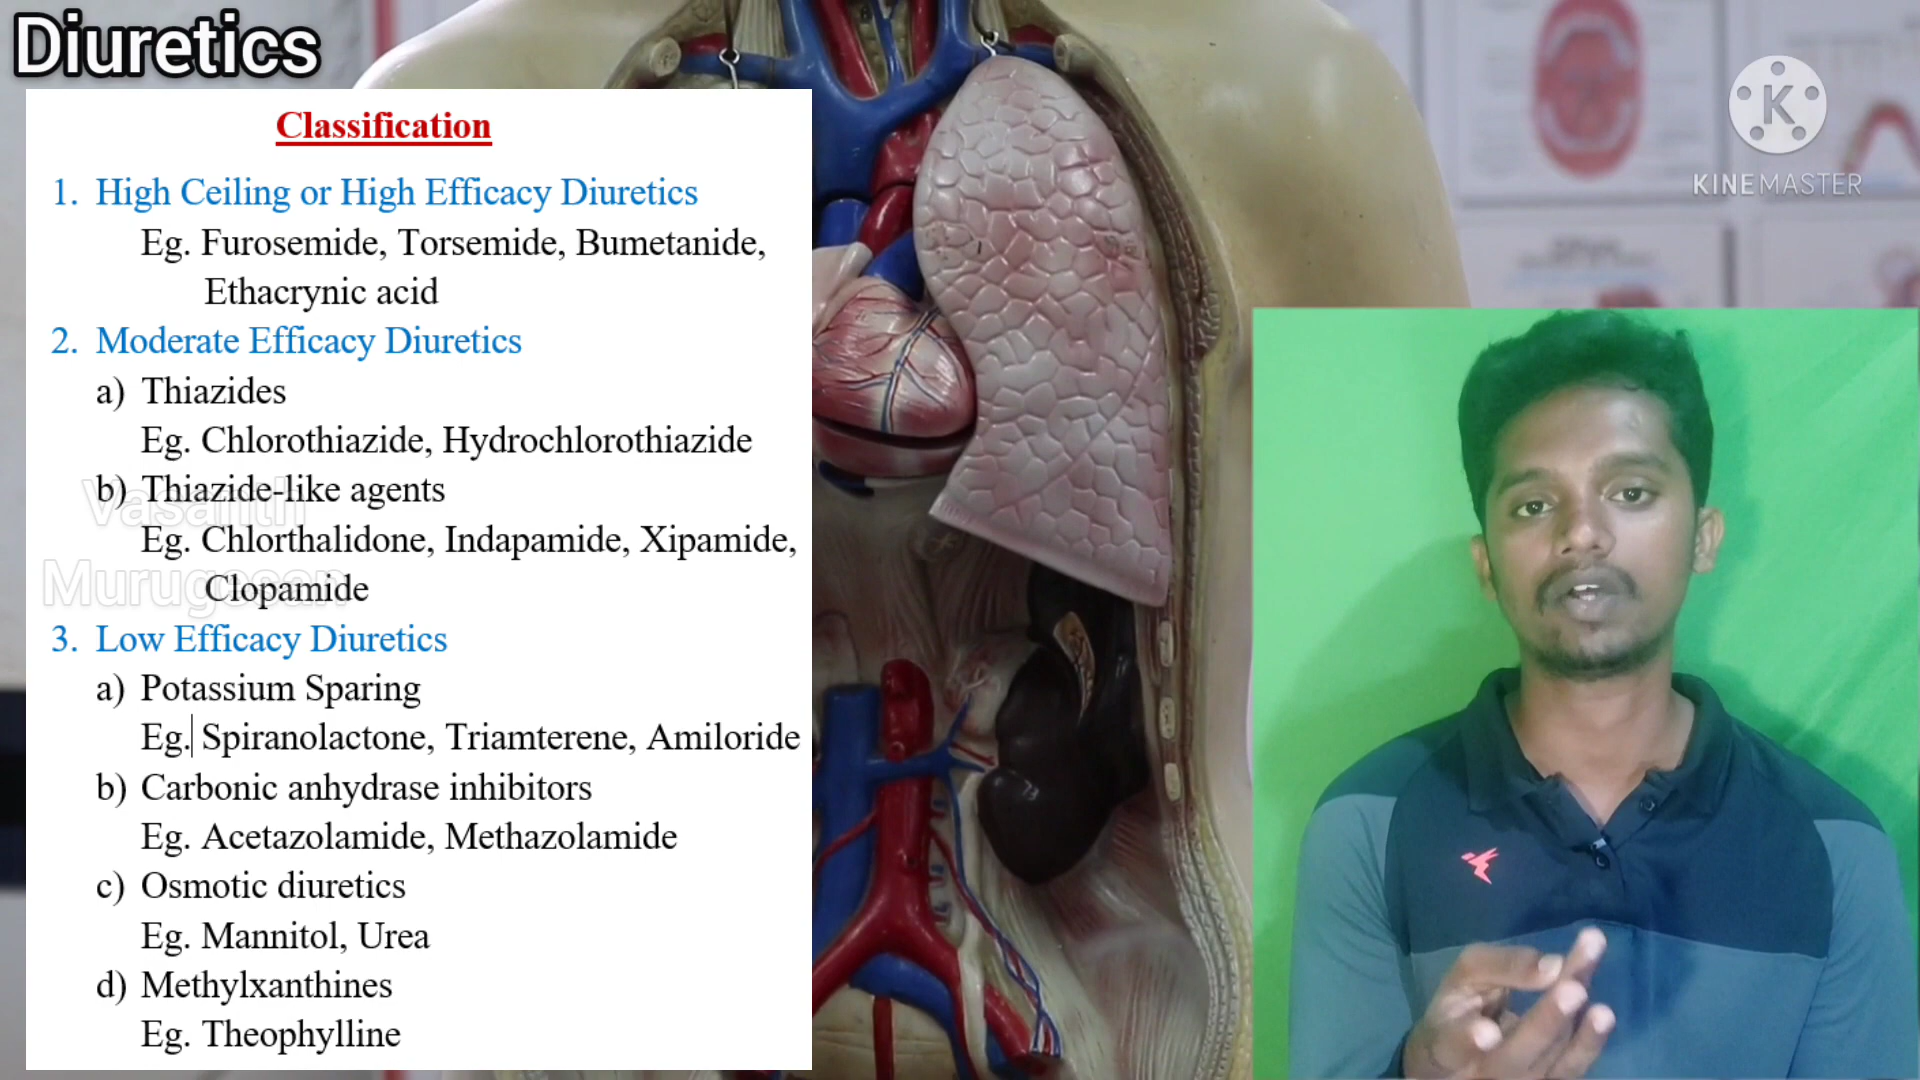 Diuretics
Classification
1. High Ceiling or High Efficacy Diuretics
Eg. Furosemide, Torsemide, Bumetanide,
Ethacrynic acid
2. Moderate Efficacy Diuretics
a) Thiazides
Eg. Chlorothiazide, Hydrochlorothiazide
b) Thiazide-like agents
Eg. Chlorthalidone, Indapamide, Xipamide,
Clopamide
3. Low Efficacy Diuretics
a) Potassium Sparing
Eg. Spiranolactone, Triamterene, Amiloride
b) Carbonic anhydrase inhibitors
Eg. Acetazolamide, Methazolamide
c) Osmotic diuretics
Eg. Mannitol, Urea
d) Methylxanthines
Eg. Theophylline
Vasanth
Murugosan
K
KINEMASTER